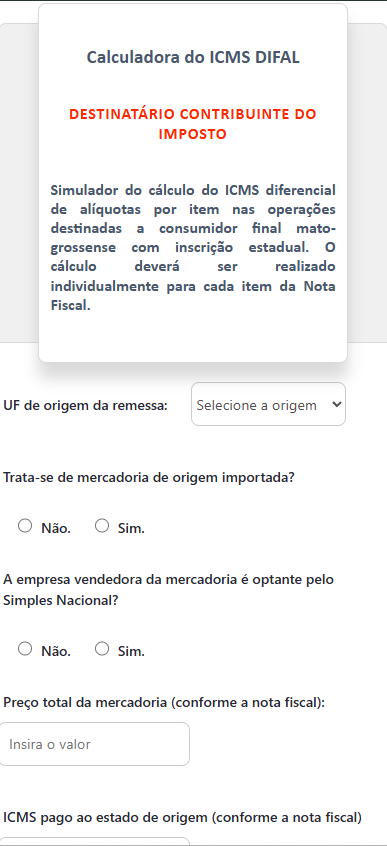 Calculadora do ICMS DIFAL
DESTINATÁRIO CONTRIBUINTE DO
IMPOSTO
Simulador do cálculo do ICMS diferencial
de alíquotas por item nas operações
destinadas a consumidor final mato-
grossense com inscrição estadual. O
cálculo deverá ser realizado
individualmente para cada item da Nota
Fiscal.
UF de origem da remessa: Selecione a origem
Trata-se de mercadoria de origem importada?
Não. Sim.
A empresa vendedora da mercadoria é optante pelo
Simples Nacional?
Não. Sim.
Preço total da mercadoria (conforme a nota fiscal):
Insira o valor
ICMS pago ao estado de origem (conforme a nota fiscal)